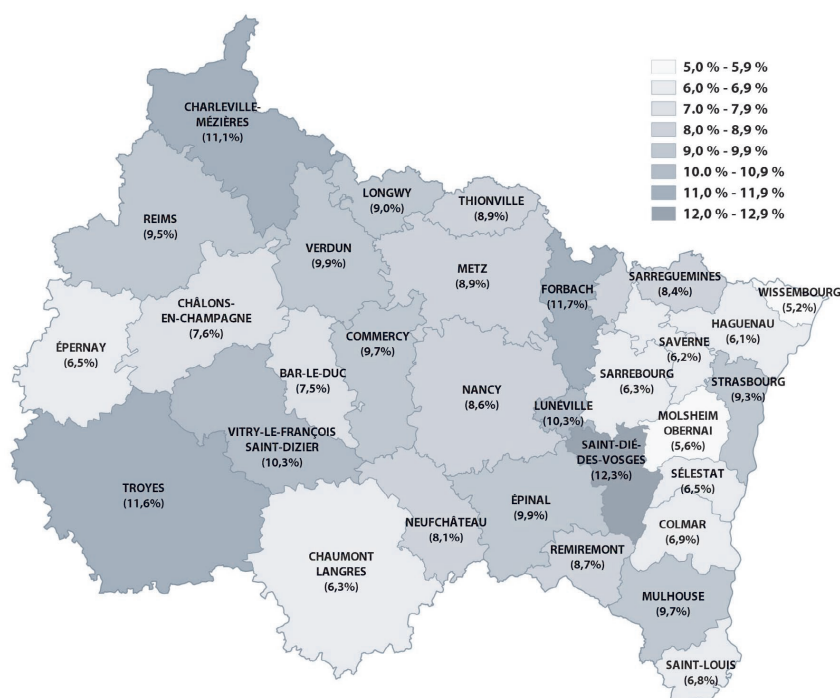 5,0 % - 5,9 %
6,0 % - 6,9 %
7.0 % - 7,9 %
8,0 % - 8,9 %
9,0 % - 9,9 %
10.0 % - 10,9 %
11,0 % - 11,9 %
12,0 % - 12,9 %
CHARLEVILLE-
MÉZIÈRES
(11,1%)
LONGWY
(9,0%)
THIONVILLE
(8,9%)
REIMS
(9,5%)
VERDUN
(9,9%)
METZ
(8,9%)
FORBACH
(11,7%)
SARREGUEMINES
(8,4%)
WISSEMBOURG
(5,2%)
CHÂLONS-
EN-CHAMPAGNE
(7,6%)
HAGUENAU
(6,1%)
ÉPERNAY
(6,5%)
COMMERCY
(9,7%)
SAVERNE
(6,2%)
BAR-LE-DUC
(7,5%)
SARREBOURG
(6,3%)
STRASBOURG
(9,3%)
NANCY
(8,6%)
LUNÉVILLE
(10,3%)
MOLSHEIM
OBERNAI
(5,6%)
VITRY-LE-FRANÇOIS
SAINT-DIZIER
(10,3%)
SAINT-DIÉ-
DES-VOSGES
(12,3%)
TROYES
(11,6%)
SÉLESTAT
(6,5%)
ÉPINAL
(9,9%)
NEUFCHÂTEAU
(8,1%)
COLMAR
(6,9%)
CHAUMONT
LANGRES
(6,3%)
REMIREMONT
(8,7%)
MULHOUSE
(9,7%)
SAINT-LOUIS
(6,8%)